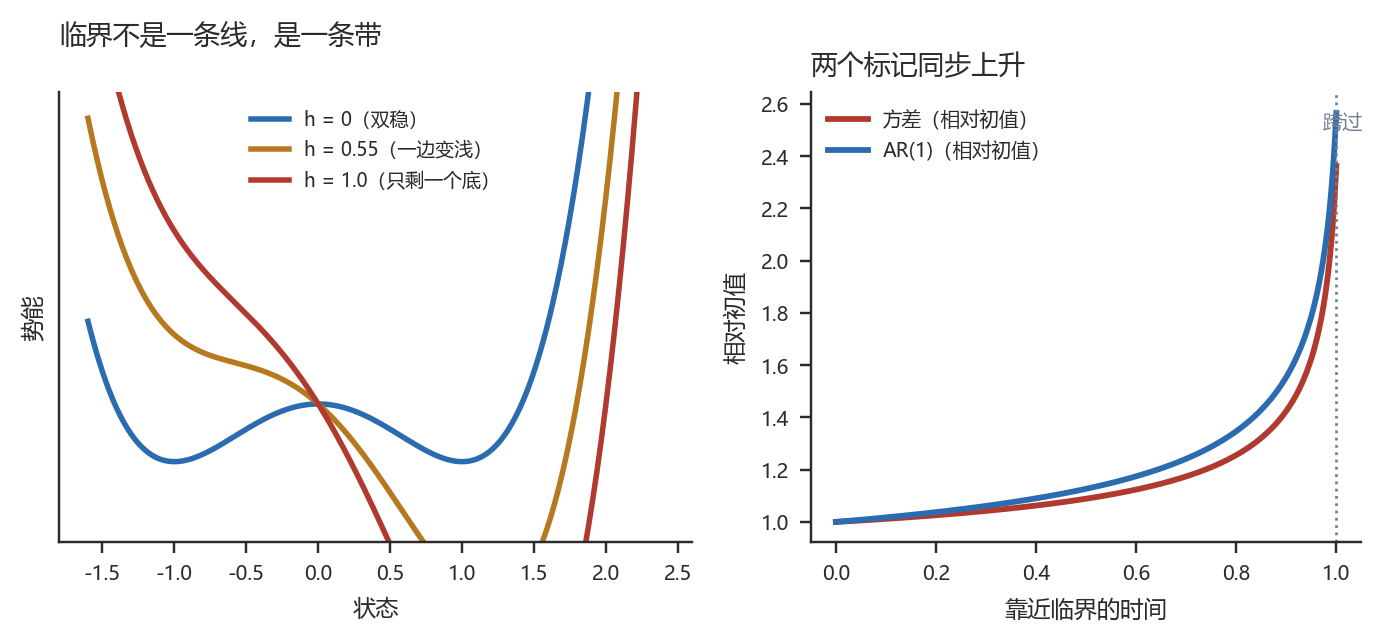 临界不是一条线，是一条带
h = 0（双稳）
h = 0.55（一边变浅）
h = 1.0（只剩一个底）
势能
-1.5 -1.0 -0.5 0.0 0.5 1.0 1.5 2.0 2.5
状态
两个标记同步上升
方差（相对初值）
AR(1)（相对初值）
跨过
相对初值
2.6
2.4
2.2
2.0
1.8
1.6
1.4
1.2
1.0
0.0 0.2 0.4 0.6 0.8 1.0
靠近临界的时间